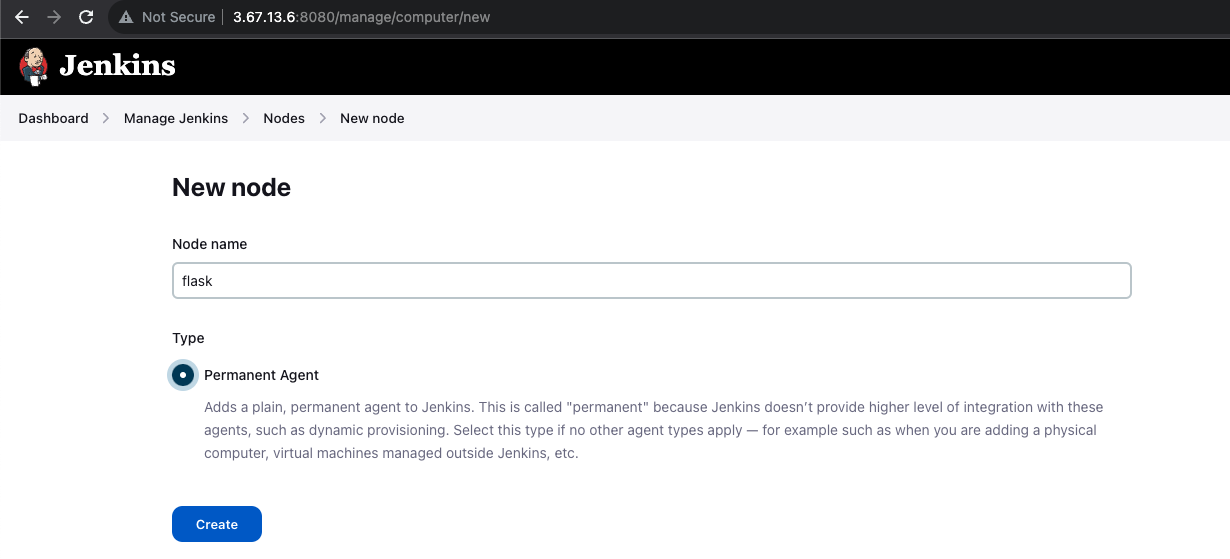 Not Secure 3.67.13.6:8080/manage/computer/new
Jenkins
Dashboard Manage Jenkins Nodes New node
New node
Node name
flask
Type
Permanent Agent
Adds a plain, permanent agent to Jenkins. This is called "permanent" because Jenkins doesn’t provide higher level of integration with these
agents, such as dynamic provisioning. Select this type if no other agent types apply — for example such as when you are adding a physical
computer, virtual machines managed outside Jenkins, etc.
Create